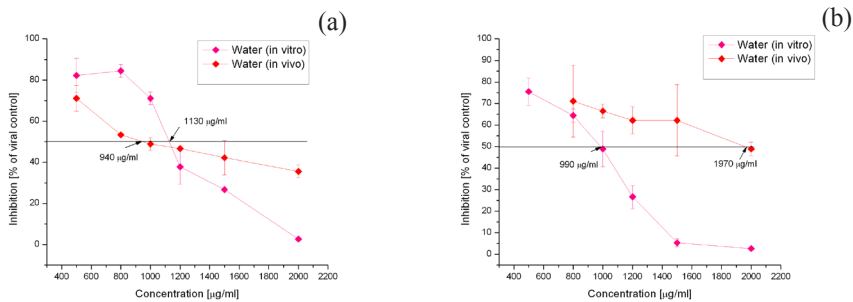 (a)
Water (in vitro)
Water (in vivo)
100
80
60
40
20
0
Inhibition [% of viral control]
1130 µg/ml
940 µg/ml
400 600 800 1000 1200 1400 1600 1800 2000 2200
Concentration [µg/ml]
(b)
Water (in vitro)
Water (in vivo)
100
90
80
70
60
50
40
30
20
10
0
Inhibition [% of viral control]
990 µg/ml
1970 µg/ml
400 600 800 1000 1200 1400 1600 1800 2000 2200
Concentration [µg/ml]